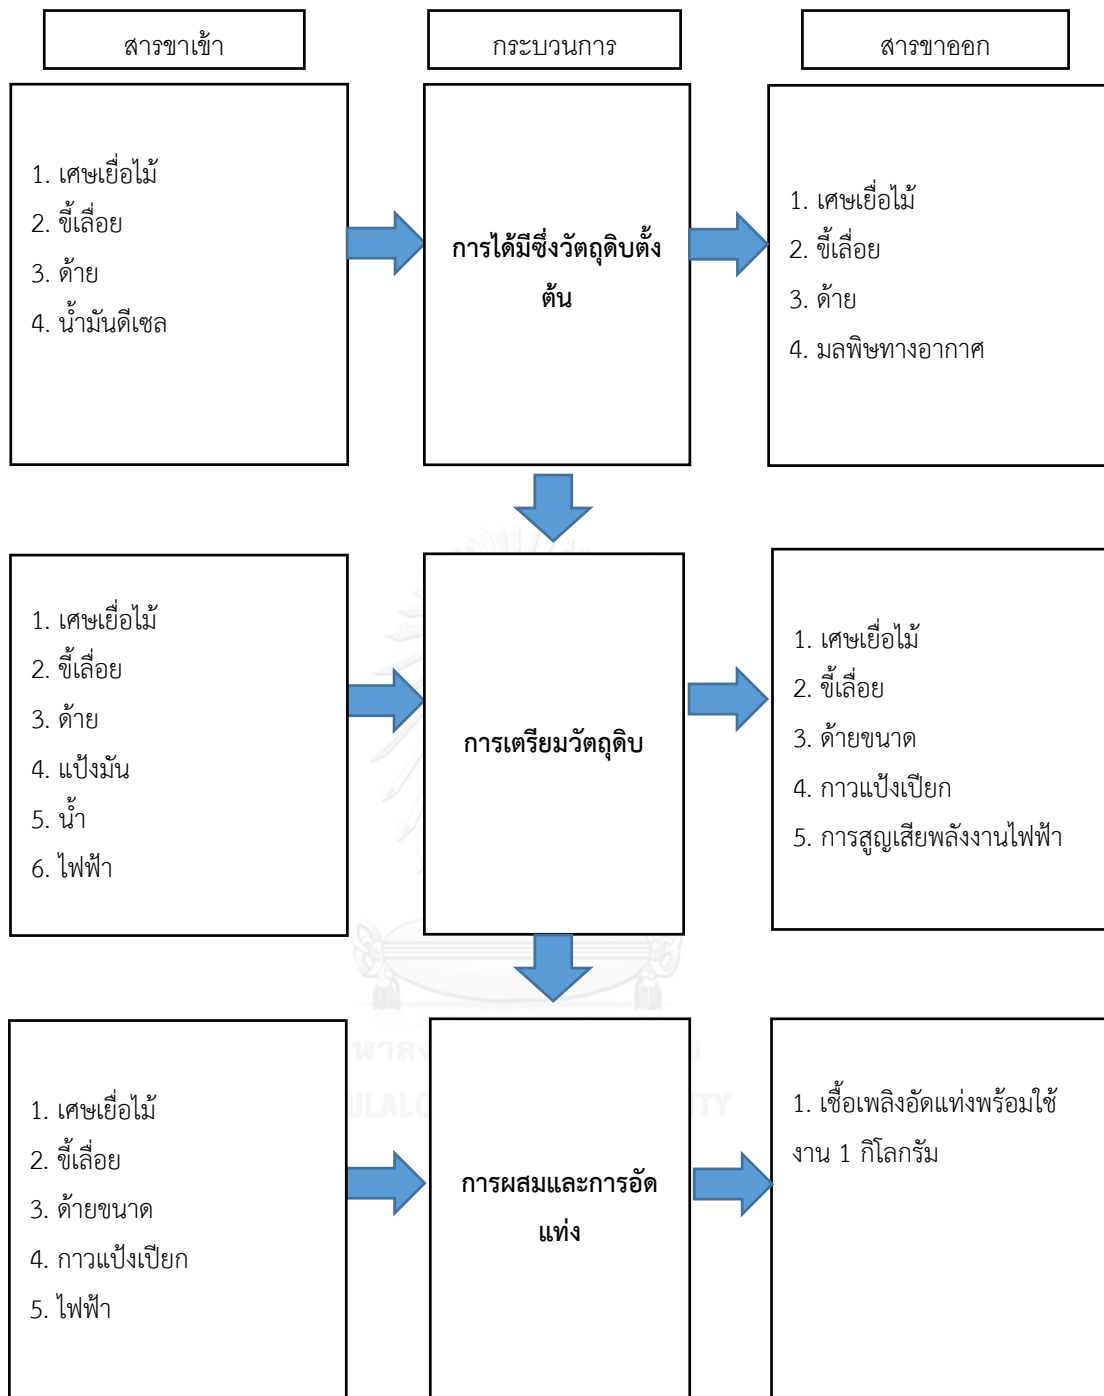 สารขาเข้า
กระบวนการ
สารขาออก
1. เศษเยื่อไม้
2. ขี้เลื่อย
3. ด้าย
4. น้ำมันดีเซล
การได้มีซึ่งวัตถุดิบตั้ง
ต้น
1. เศษเยื่อไม้
2. ขี้เลื่อย
3. ด้าย
4. มลพิษทางอากาศ
1. เศษเยื่อไม้
2. ขี้เลื่อย
3. ด้าย
4. แป้งมัน
5. น้ำ
6. ไฟฟ้า
การเตรียมวัตถุดิบ
1. เศษเยื่อไม้
2. ขี้เลื่อย
3. ด้ายขนาด
4. กาวแป้งเปียก
5. การสูญเสียพลังงานไฟฟ้า
1. เศษเยื่อไม้
2. ขี้เลื่อย
3. ด้ายขนาด
4. กาวแป้งเปียก
5. ไฟฟ้า
การผสมและการอัด
แท่ง
1. เชื้อเพลิงอัดแท่งพร้อมใช้
งาน 1 กิโลกรัม